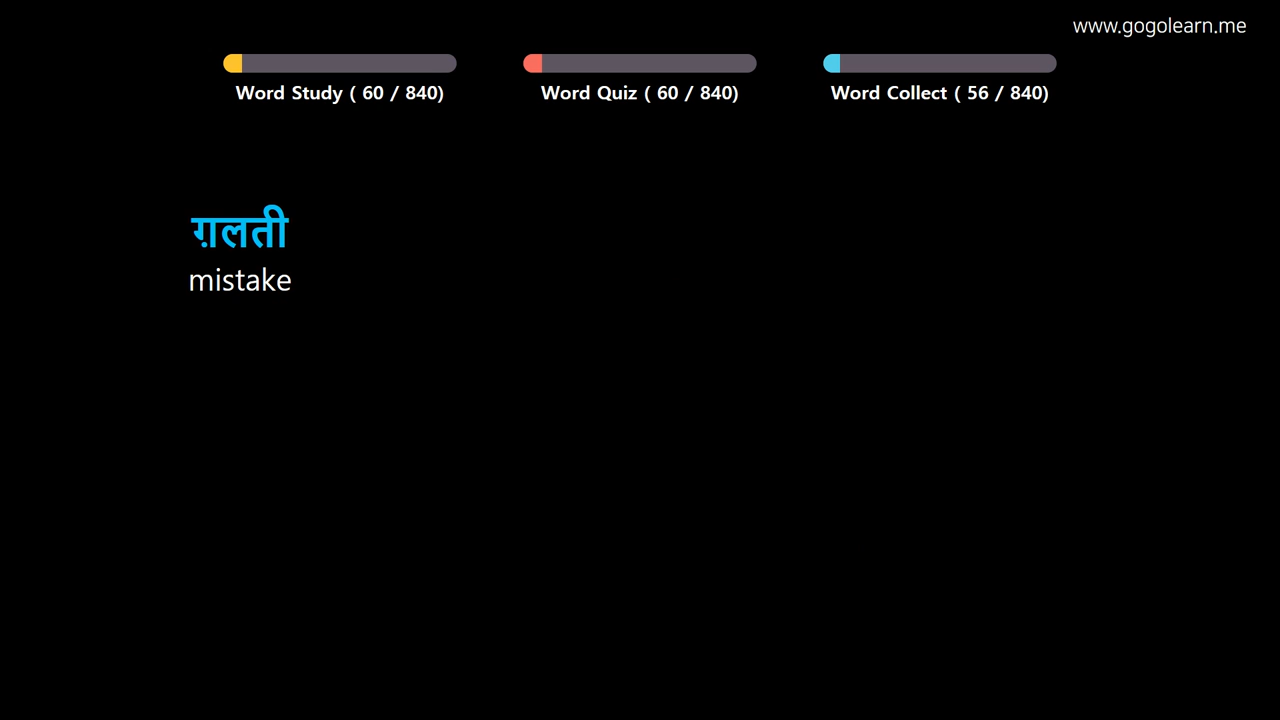 www.gogolearn.me
Word Study ( 60 / 840)
Word Quiz ( 60 / 840)
Word Collect ( 56 / 840)
ग़लती
mistake